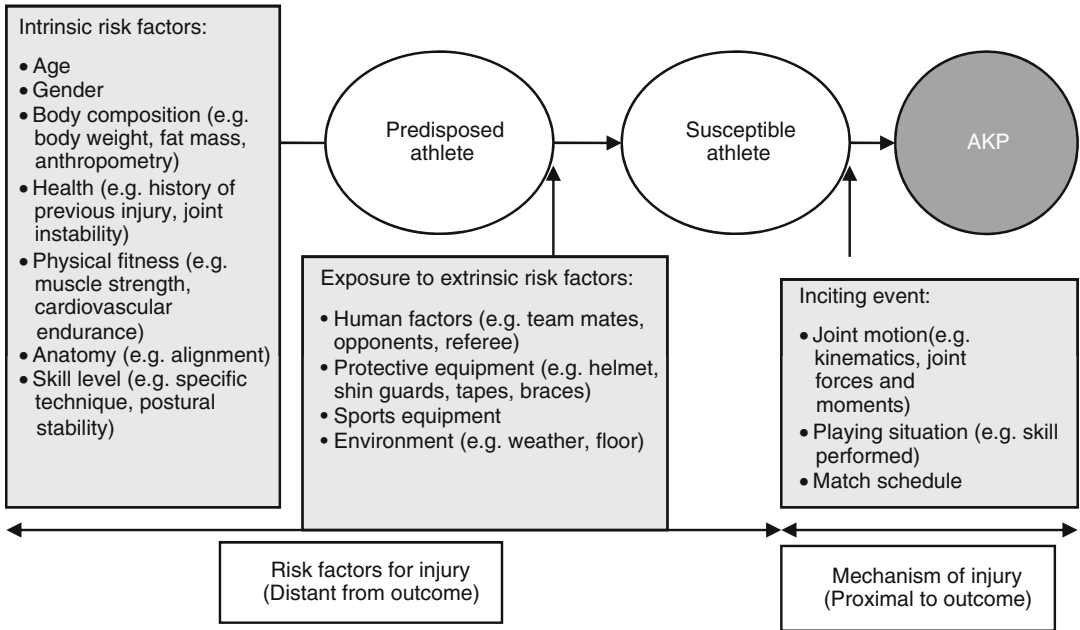 Intrinsic risk factors:
• Age
• Gender
• Body composition (e.g.
body weight, fat mass,
anthropometry)
• Health (e.g. history of
previous injury, joint
instability)
• Physical fitness (e.g.
muscle strength,
cardiovascular
endurance)
• Anatomy (e.g. alignment)
• Skill level (e.g. specific
technique, postural
stability)
Predisposed
athlete
Susceptible
athlete
AKP
Exposure to extrinsic risk factors:
• Human factors (e.g. team mates,
opponents, referee)
• Protective equipment (e.g. helmet,
shin guards, tapes, braces)
• Sports equipment
• Environment (e.g. weather, floor)
Inciting event:
• Joint motion(e.g.
kinematics, joint
forces and
moments)
• Playing situation (e.g. skill
performed)
• Match schedule
Risk factors for injury
(Distant from outcome)
Mechanism of injury
(Proximal to outcome)